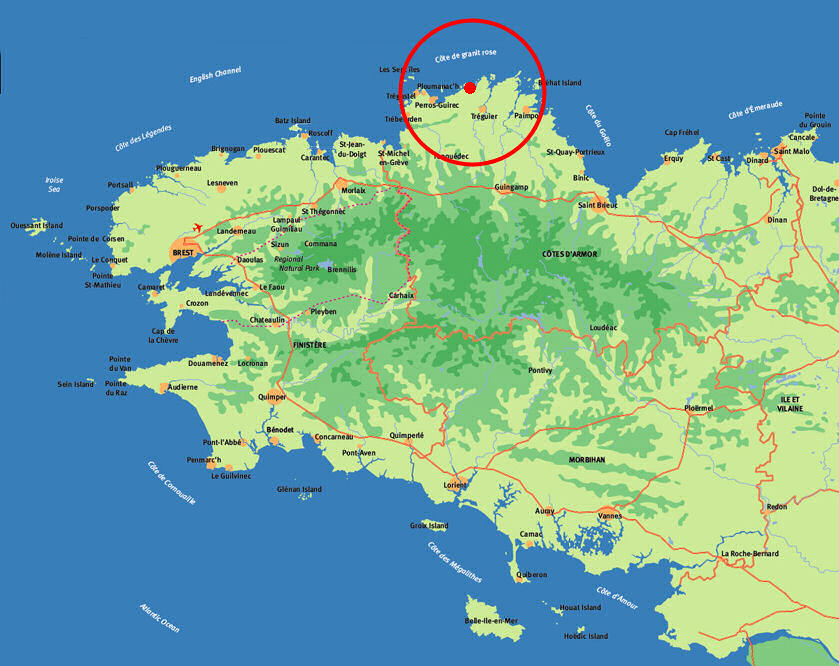 Côte de granit rose
English Channel
Ploumanac'h
Bréhat Island
Perros-Guirec
Tréguier
Côte du Goëlo
Côte d'Émeraude
Pointe
du Grouin
Cancale
Saint Malo
Dinard
St Cast
Cap Fréhel
Erquy
Côte des Légendes
Batz Island
Roscoff
St-Jean-
du-Doigt
St-Michel
en-Grève
Carantec
Brignogan
Plouescat
Plouguerneau
Lesneven
Portsall
Iroise
Sea
Porspoder
Ouessant Island
Pointe de Corsen
Molène Island
Le Conquet
Pointe
St-Mathieu
St-Quay-Portrieux
Binic
Guingamp
Saint Brieuc
Dol-de-
Bretagne
Dinan
Morlaix
St Thégonnec
Lampaul
Guimiliau
Landerneau
Sizun
Commana
BREST
Daoulas
Regional
Natural Park
Brennilis
CÔTES D'ARMOR
Camaret
Landévennec
Le Faou
Crozon
Carhaix
Pleyben
Chateaulin
Cap de
la Chèvre
FINISTÈRE
Loudéac
Pointe
du Van
Douarnenez
Locronan
Pontivy
Sein Island
Pointe
du Raz
Audierne
Quimper
Ploërmel
ILE ET
VILAINE
Pont-l'Abbé
Bénodet
Concarneau
Quimperlé
Pont-Aven
Penmarc'h
Le Guilvinec
MORBIHAN
Côte de Cornouaille
Glénan Island
Lorient
Redon
Groix Island
Auray
Vannes
Carnac
La Roche-Bernard
Côte des Mégalithes
Quiberon
Côte d'Amour
Atlantic Ocean
Houat Island
Belle-Ile-en-Mer
Hoëdic Island